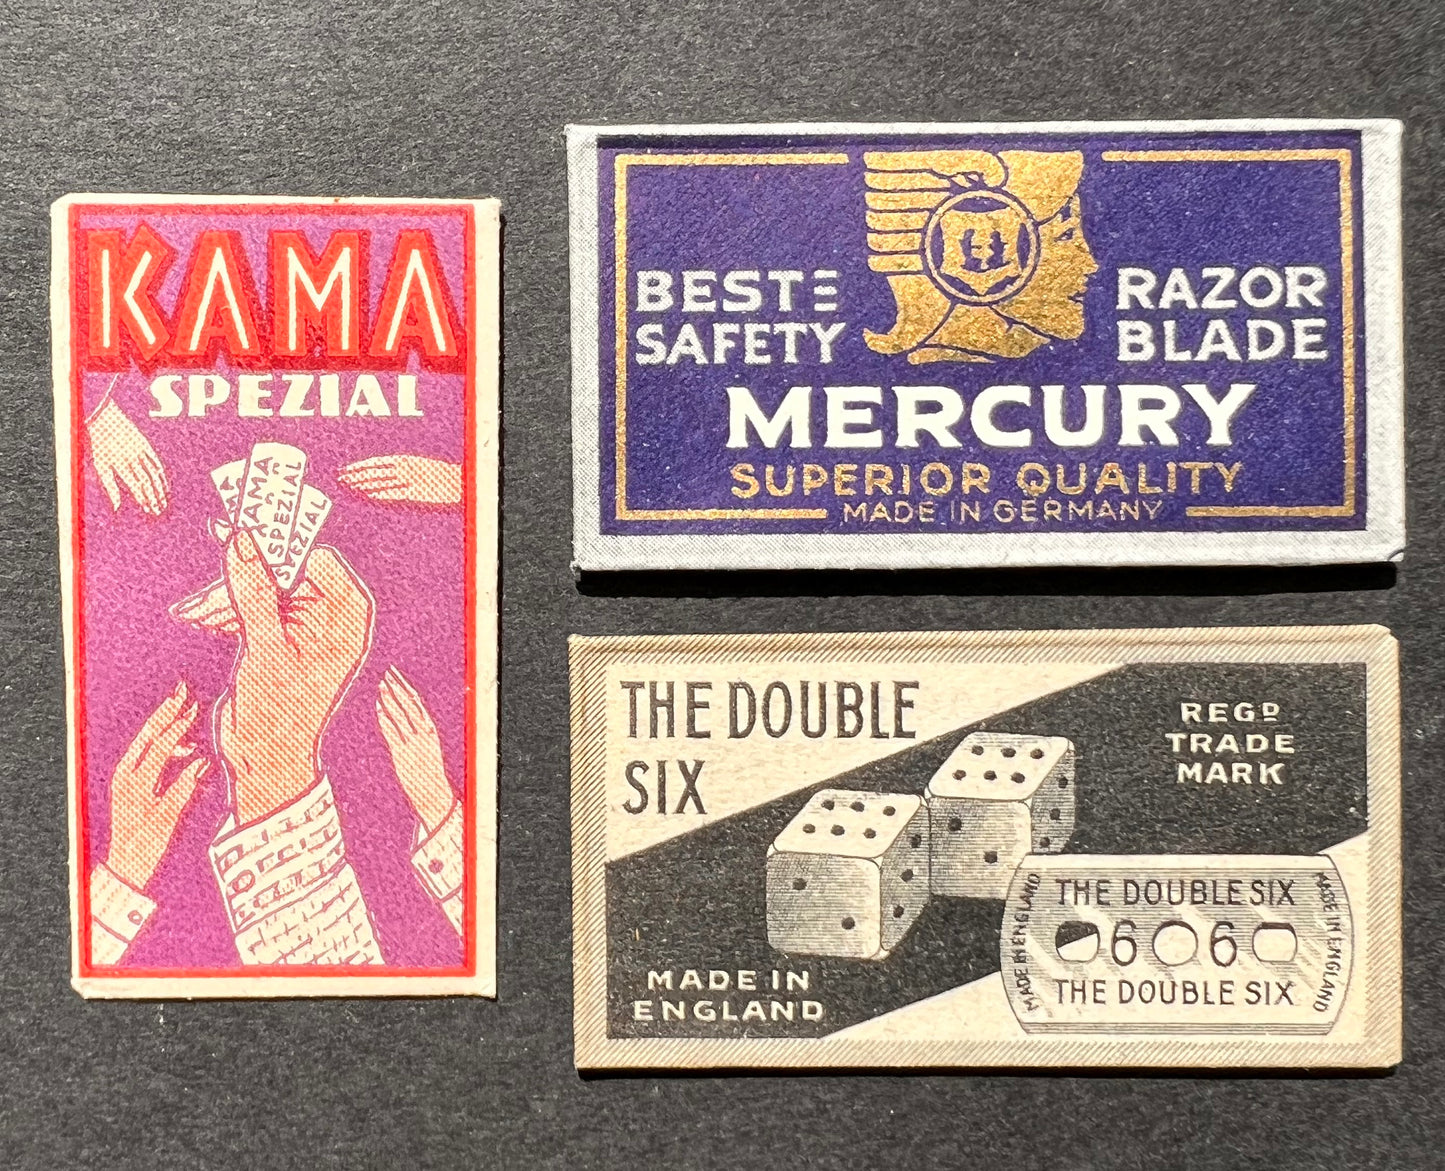 KAMA
SPEZIAL
KAMA
SPEZIAL
BESTE
SAFETY
RAZOR
BLADE
MERCURY
SUPERIOR QUALITY
MADE IN GERMANY
THE DOUBLE
SIX
REGD
TRADE
MARK
MADE IN
ENGLAND
THE DOUBLE SIX
6 6
THE DOUBLE SIX
MADE IN ENGLAND
MADE IN ENGLAND